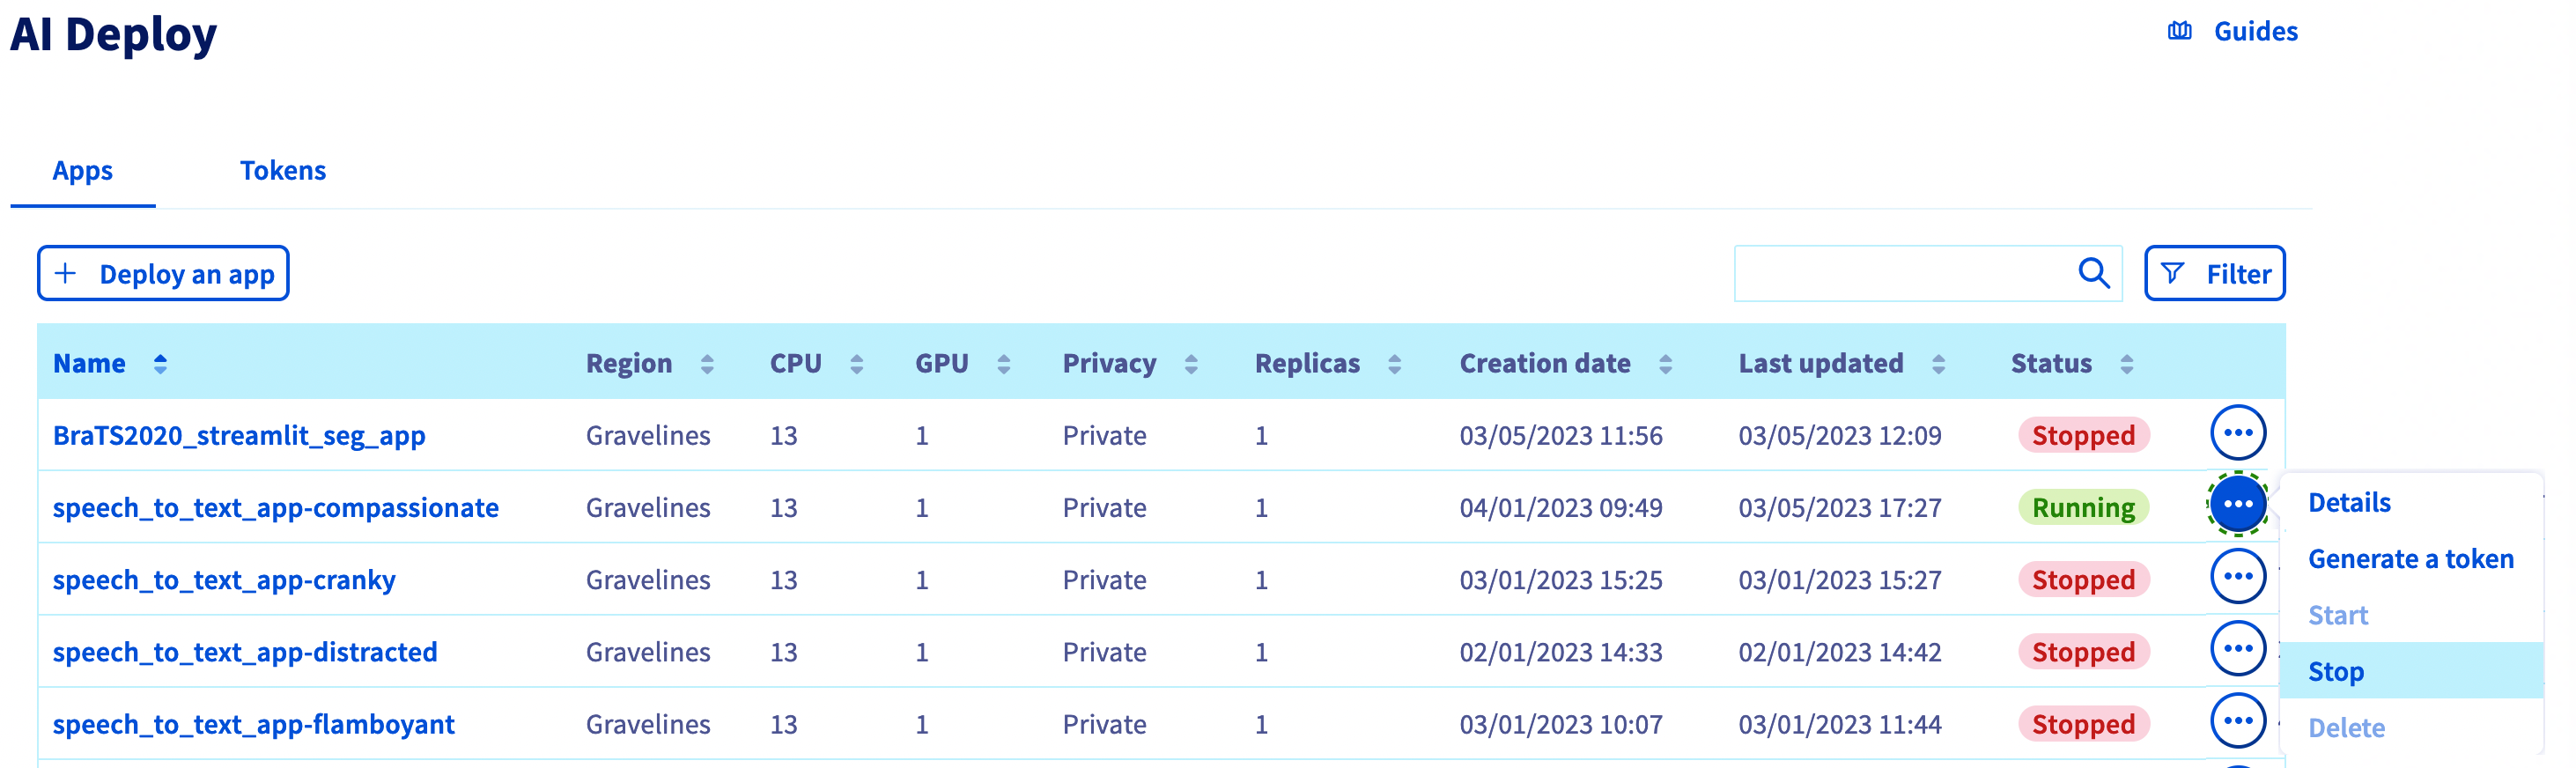 AI Deploy
Guides
Apps Tokens
Deploy an app
Filter
Name Region CPU GPU Privacy Replicas Creation date Last updated Status
BraTS2020_streamlit_seg_app Gravelines 13 1 Private 1 03/05/2023 11:56 03/05/2023 12:09 Stopped
speech_to_text_app-compassionate Gravelines 13 1 Private 1 04/01/2023 09:49 03/05/2023 17:27 Running
speech_to_text_app-cranky Gravelines 13 1 Private 1 03/01/2023 15:25 03/01/2023 15:27 Stopped
speech_to_text_app-distracted Gravelines 13 1 Private 1 02/01/2023 14:33 02/01/2023 14:42 Stopped
speech_to_text_app-flamboyant Gravelines 13 1 Private 1 03/01/2023 10:07 03/01/2023 11:44 Stopped
Details
Generate a token
Start
Stop
Delete